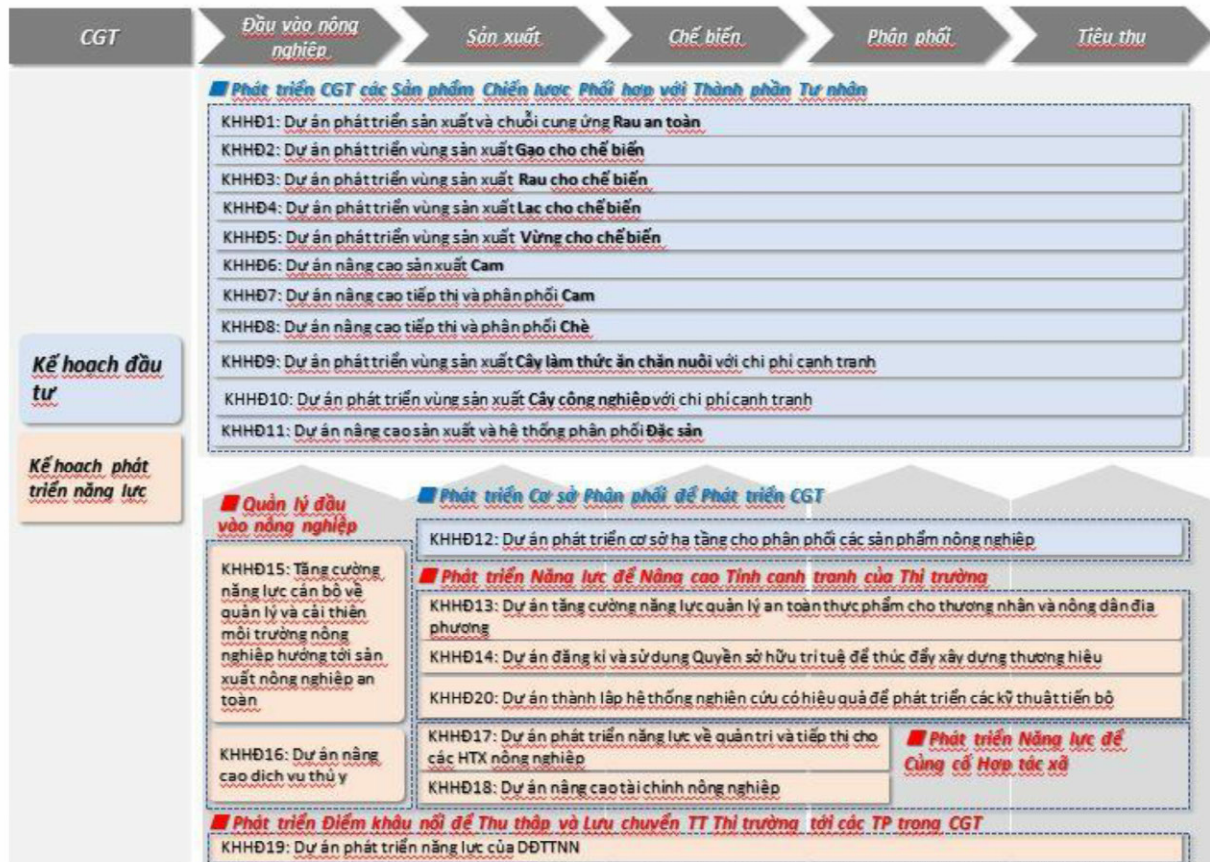 CGT
Đầu vào nông
nghiệp
Sản xuất
Chế biến
Phân phối
Tiêu thụ
Phát triển CGT các Sản phẩm Chiến lược Phối hợp với Thành phần Tư nhân
KHHĐ1: Dự án phát triển sản xuất và chuỗi cung ứng Rau an toàn
KHHĐ2: Dự án phát triển vùng sản xuất Gạo cho chế biến
KHHĐ3: Dự án phát triển vùng sản xuất Rau cho chế biến
KHHĐ4: Dự án phát triển vùng sản xuất Lạc cho chế biến
KHHĐ5: Dự án phát triển vùng sản xuất Vừng cho chế biến
KHHĐ6: Dự án nâng cao sản xuất Cam
KHHĐ7: Dự án nâng cao tiếp thị và phân phối Cam
KHHĐ8: Dự án nâng cao tiếp thị và phân phối Chè
KHHĐ9: Dự án phát triển vùng sản xuất Cây làm thức ăn chăn nuôi với chi phí cạnh tranh
KHHĐ10: Dự án phát triển vùng sản xuất Cây công nghiệp với chi phí cạnh tranh
KHHĐ11: Dự án nâng cao sản xuất và hệ thống phân phối Đặc sản
Kế hoạch đầu
tư
Kế hoạch phát
triển năng lực
Quản lý đầu
vào nông nghiệp
KHHĐ15: Tăng cường
năng lực cán bộ về
quản lý và cải thiện
môi trường nông
nghiệp hướng tới sản
xuất nông nghiệp an
toàn
KHHĐ16: Dự án nâng
cao dịch vụ thú y
Phát triển Cơ sở Phân phối để Phát triển CGT
KHHĐ12: Dự án phát triển cơ sở hạ tầng cho phân phối các sản phẩm nông nghiệp
Phát triển Năng lực để Nâng cao Tính cạnh tranh của Thị trường
KHHĐ13: Dự án tăng cường năng lực quản lý an toàn thực phẩm cho thương nhân và nông dân địa
phương
KHHĐ14: Dự án đăng kí và sử dụng Quyền sở hữu trí tuệ để thúc đẩy xây dựng thương hiệu
KHHĐ20: Dự án thành lập hệ thống nghiên cứu có hiệu quả để phát triển các kỹ thuật tiến bộ
KHHĐ17: Dự án phát triển năng lực về quản trị và tiếp thị cho
các HTX nông nghiệp
KHHĐ18: Dự án nâng cao tài chính nông nghiệp
Phát triển Năng lực để
Củng cố Hợp tác xã
Phát triển Điểm khâu nối để Thu thập và Lưu chuyển TT Thị trường tới các TP trong CGT
KHHĐ19: Dự án phát triển năng lực của DĐTTNN